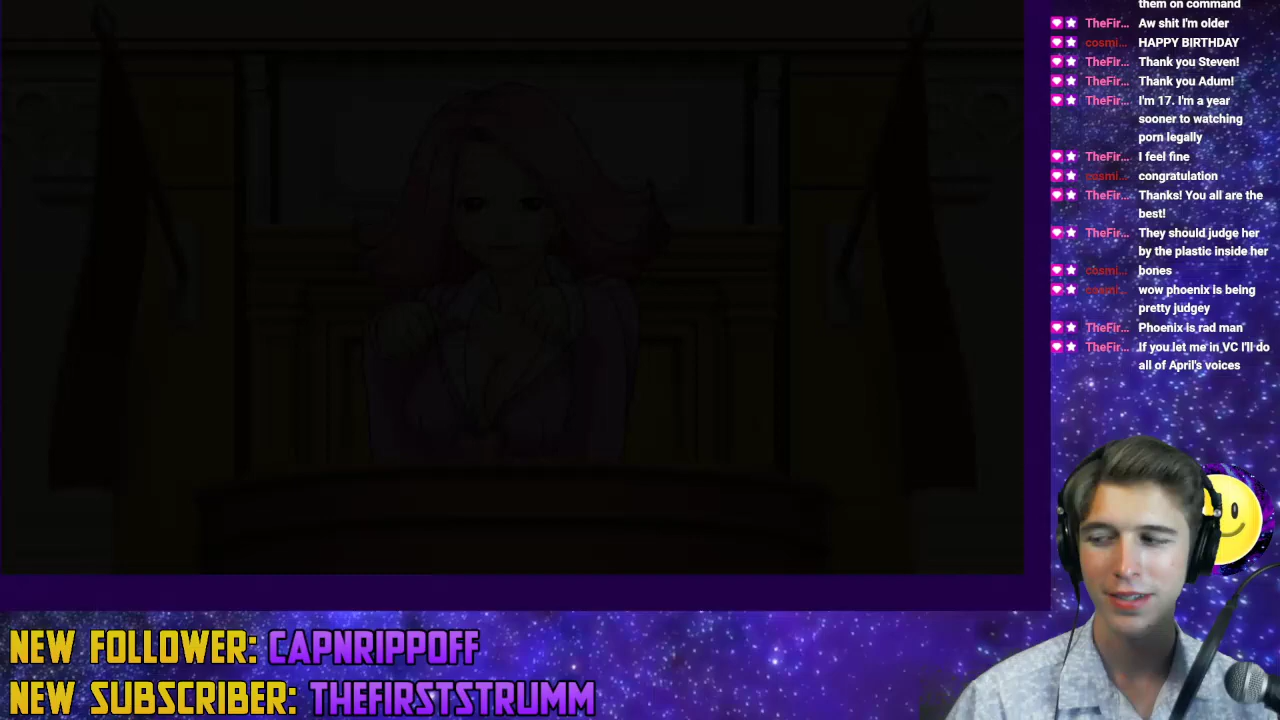 them on command
TheFir... Aw shit I'm older
cosmi... HAPPY BIRTHDAY
TheFir... Thank you Steven!
TheFir... Thank you Adum!
TheFir... I'm 17. I'm a year
sooner to watching
porn legally
TheFir... I feel fine
cosmi... congratulation
TheFir... Thanks! You all are the
best!
TheFir... They should judge her
by the plastic inside her
cosmi... bones
cosmi... wow phoenix is being
pretty judgey
TheFir... Phoenix is rad man
TheFir... If you let me in VC I'll do
all of April's voices
NEW FOLLOWER: CAPNRIPPOFF
NEW SUBSCRIBER: THEFIRSTSTRUMM